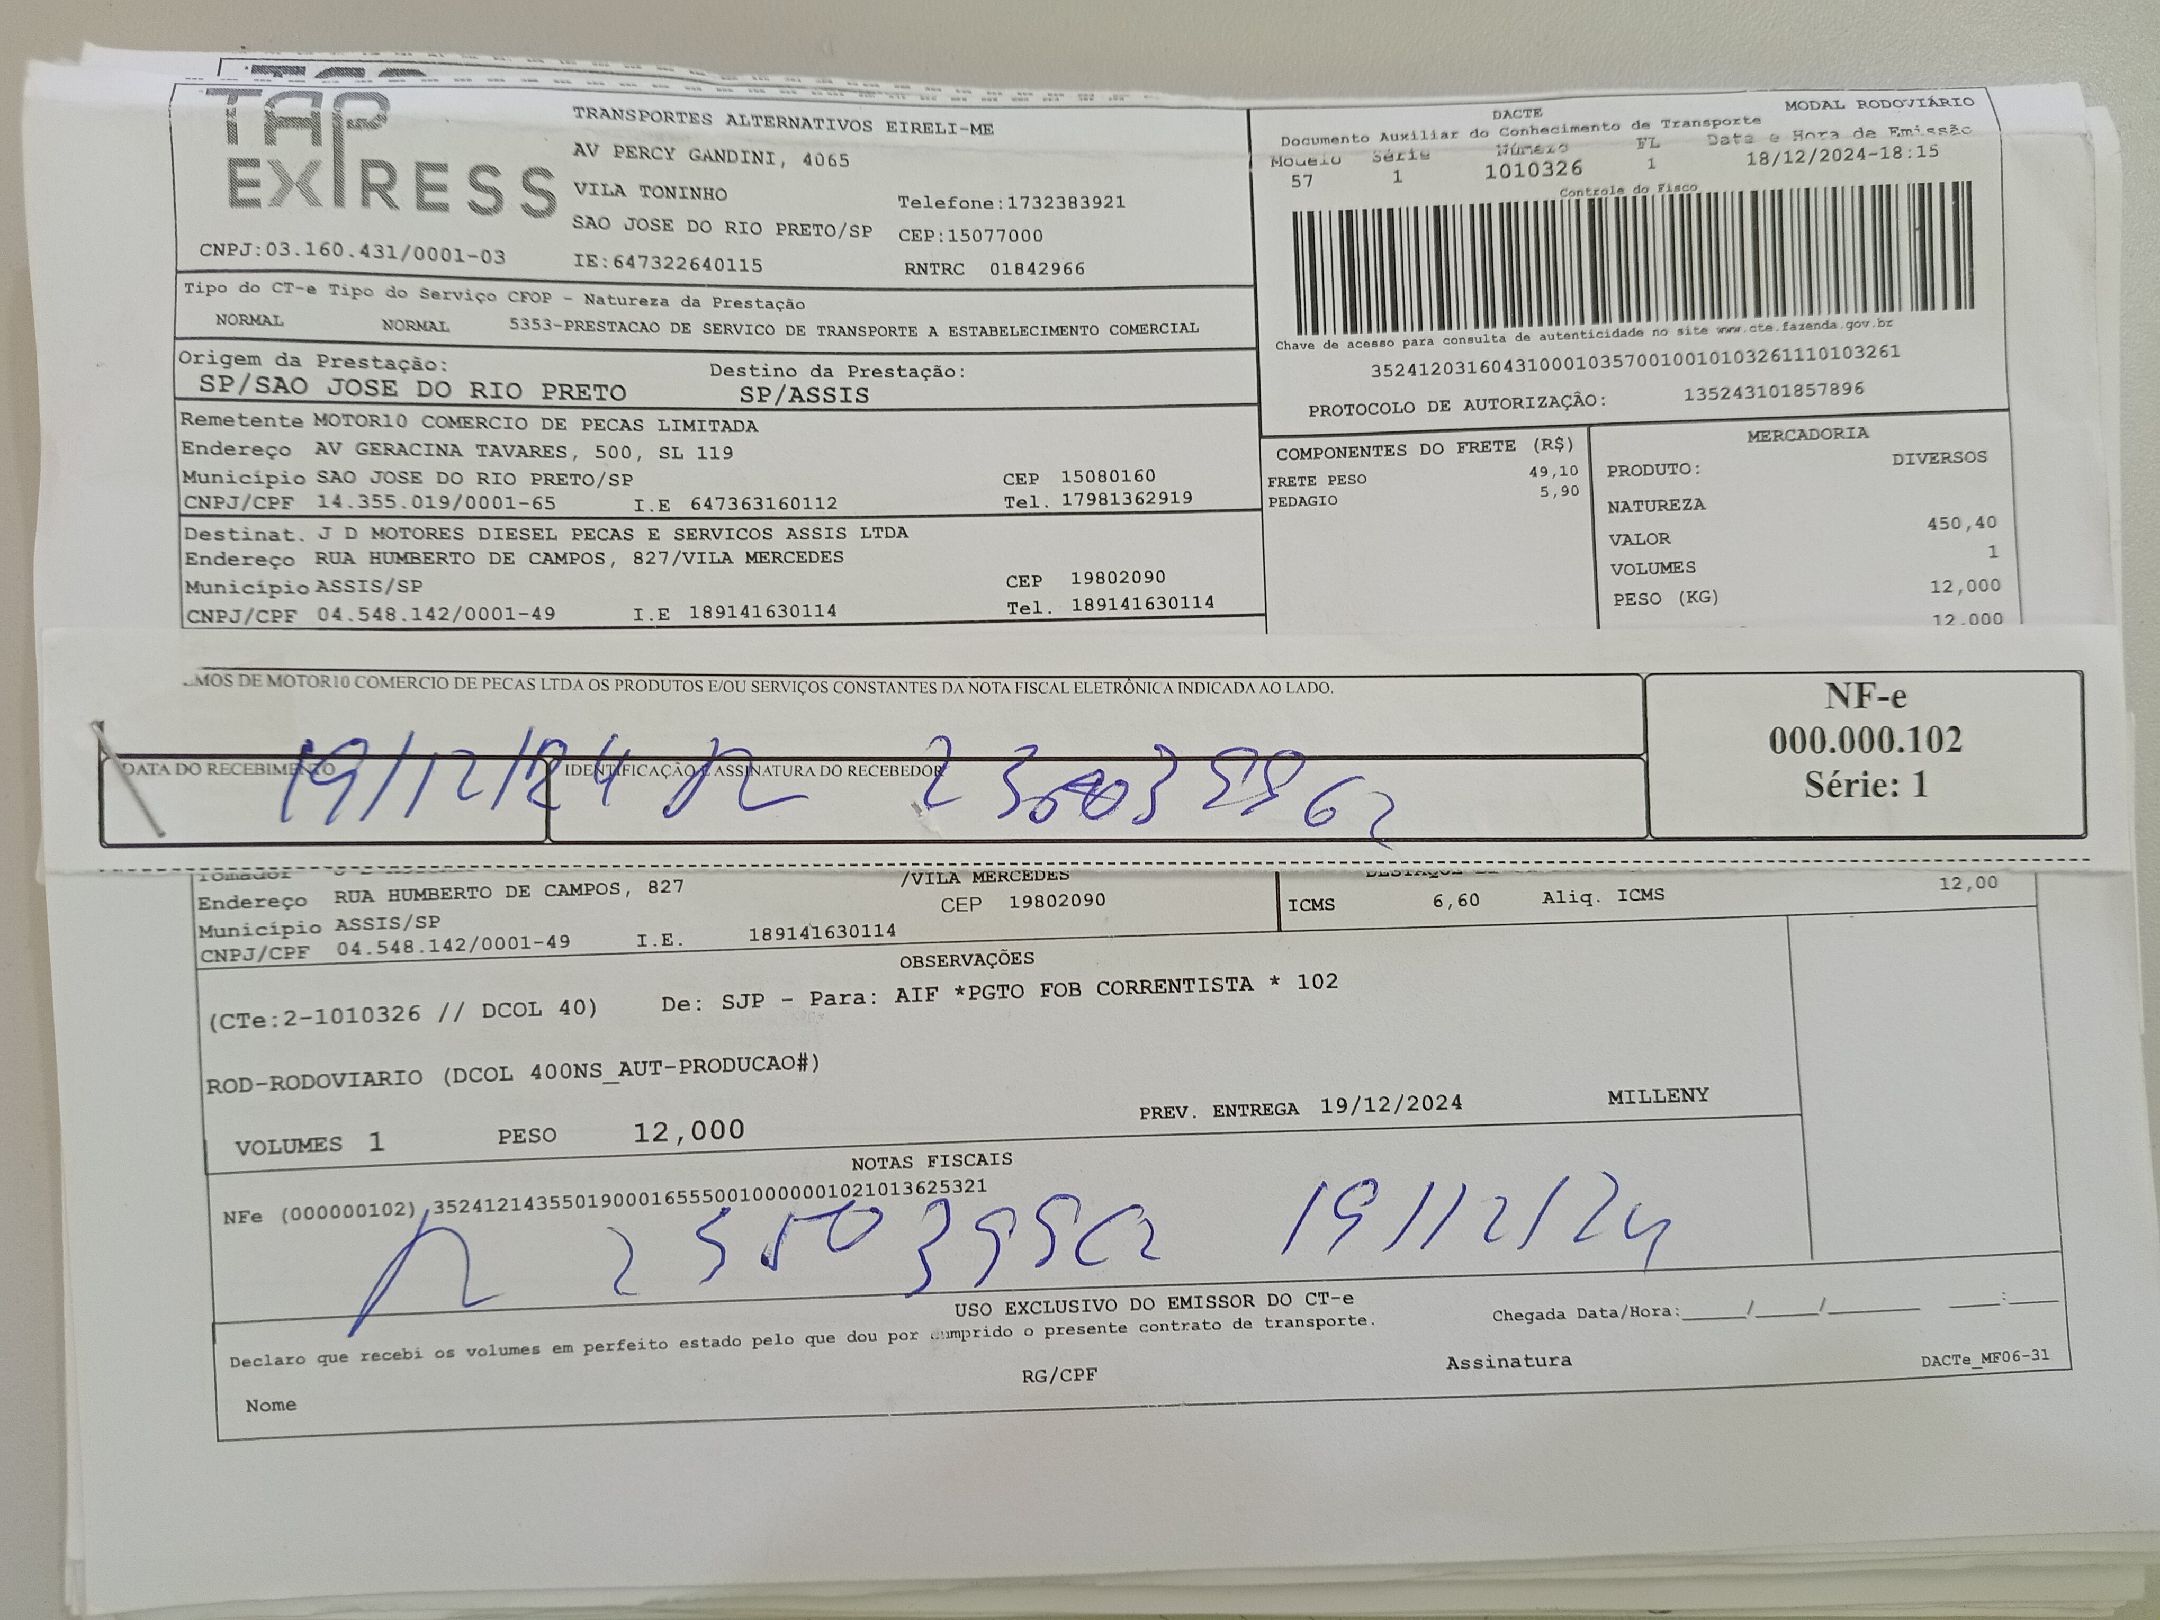 TAP
EXPRESS
CNPJ:03.160.431/0001-03
TRANSPORTES ALTERNATIVOS EIRELI-ME
AV PERCY GANDINI, 4065
VILA TONINHO
Telefone:1732383921
SAO JOSE DO RIO PRETO/SP CEP:15077000
IE:647322640115
RNTRC 01842966
DACTE
MODAL RODOVIÁRIO
Documento Auxiliar do Conhecimento de Transporte
Modelo Série Número FL Data e Hora de Emissão
57 1 1010326 1 18/12/2024-18:15
Controle do Fisco
Chave de acesso para consulta de autenticidade no site www.cte.fazenda.gov.br
35241203160431000103570010010103261110103261
PROTOCOLO DE AUTORIZAÇÃO: 135243101857896
Tipo do CT-e Tipo do Serviço CFOP - Natureza da Prestação
NORMAL NORMAL 5353-PRESTACAO DE SERVICO DE TRANSPORTE A ESTABELECIMENTO COMERCIAL
Origem da Prestação: Destino da Prestação:
SP/SAO JOSE DO RIO PRETO SP/ASSIS
Remetente MOTOR10 COMERCIO DE PECAS LIMITADA
Endereço AV GERACINA TAVARES, 500, SL 119
Município SAO JOSE DO RIO PRETO/SP CEP 15080160
CNPJ/CPF 14.355.019/0001-65 I.E 647363160112 Tel. 17981362919
Destinat. J D MOTORES DIESEL PECAS E SERVICOS ASSIS LTDA
Endereço RUA HUMBERTO DE CAMPOS, 827/VILA MERCEDES
Município ASSIS/SP CEP 19802090
CNPJ/CPF 04.548.142/0001-49 I.E 189141630114 Tel. 189141630114
COMPONENTES DO FRETE (R$)
FRETE PESO 49,10
PEDAGIO 5,90
MERCADORIA
PRODUTO: DIVERSOS
NATUREZA
VALOR 450,40
VOLUMES 1
PESO (KG) 12,000
12,000
MOS DE MOTOR10 COMERCIO DE PECAS LTDA OS PRODUTOS E/OU SERVIÇOS CONSTANTES DA NOTA FISCAL ELETRÔNICA INDICADA AO LADO.
DATA DO RECEBIMENTO IDENTIFICAÇÃO E ASSINATURA DO RECEBEDOR
19/12/24
NF-e
000.000.102
Série: 1
Tomador
Endereço RUA HUMBERTO DE CAMPOS, 827 /VILA MERCEDES
Município ASSIS/SP CEP 19802090
CNPJ/CPF 04.548.142/0001-49 I.E. 189141630114
ICMS 6,60 Aliq. ICMS 12,00
OBSERVAÇÕES
(CTe:2-1010326 // DCOL 40) De: SJP - Para: AIF *PGTO FOB CORRENTISTA * 102
ROD-RODOVIARIO (DCOL 400NS_AUT-PRODUCAO#)
VOLUMES 1 PESO 12,000 PREV. ENTREGA 19/12/2024 MILLENY
NOTAS FISCAIS
NFe (000000102) 35241214355019000165550010000001021013625321
19/12/24
USO EXCLUSIVO DO EMISSOR DO CT-e
Declaro que recebi os volumes em perfeito estado pelo que dou por cumprido o presente contrato de transporte.
Chegada Data/Hora:_____/_____/_______ ____:____
Nome RG/CPF Assinatura DACTe_MF06-31